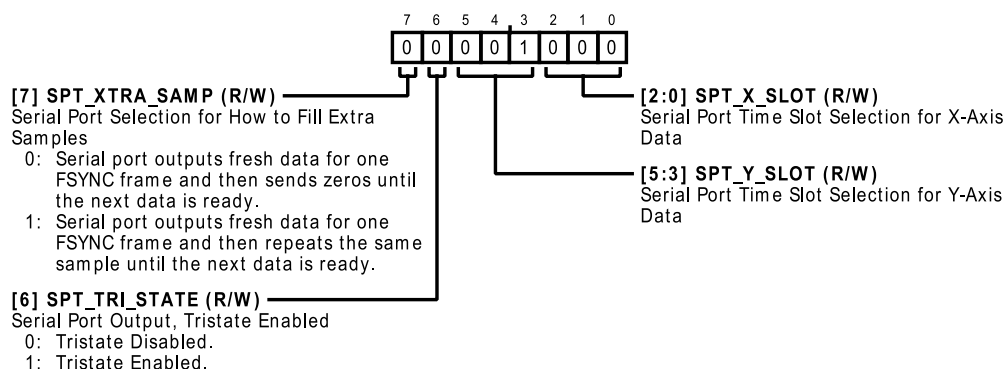 7 6 5 4 3 2 1 0
0 0 0 0 1 0 0 0
[7] SPT_XTRA_SAMP (R/W)
Serial Port Selection for How to Fill Extra
Samples
0: Serial port outputs fresh data for one
FSYNC frame and then sends zeros until
the next data is ready.
1: Serial port outputs fresh data for one
FSYNC frame and then repeats the same
sample until the next data is ready.
[6] SPT_TRI_STATE (R/W)
Serial Port Output, Tristate Enabled
0: Tristate Disabled.
1: Tristate Enabled.
[2:0] SPT_X_SLOT (R/W)
Serial Port Time Slot Selection for X-Axis
Data
[5:3] SPT_Y_SLOT (R/W)
Serial Port Time Slot Selection for Y-Axis
Data